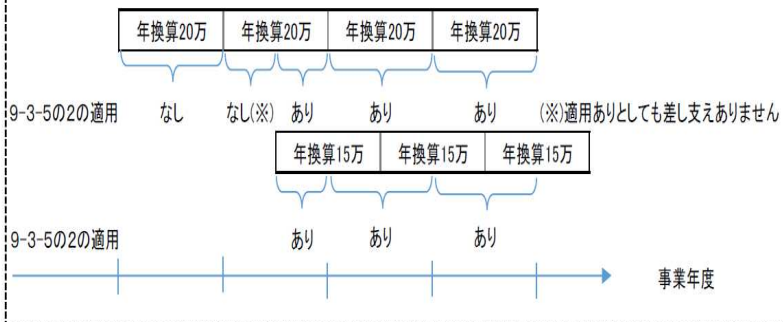 年換算20万 年換算20万 年換算20万 年換算20万
9-3-5の2の適用 なし なし(※) あり あり あり (※)適用ありとしても差し支えありません
年換算15万 年換算15万 年換算15万
9-3-5の2の適用 あり あり あり
事業年度